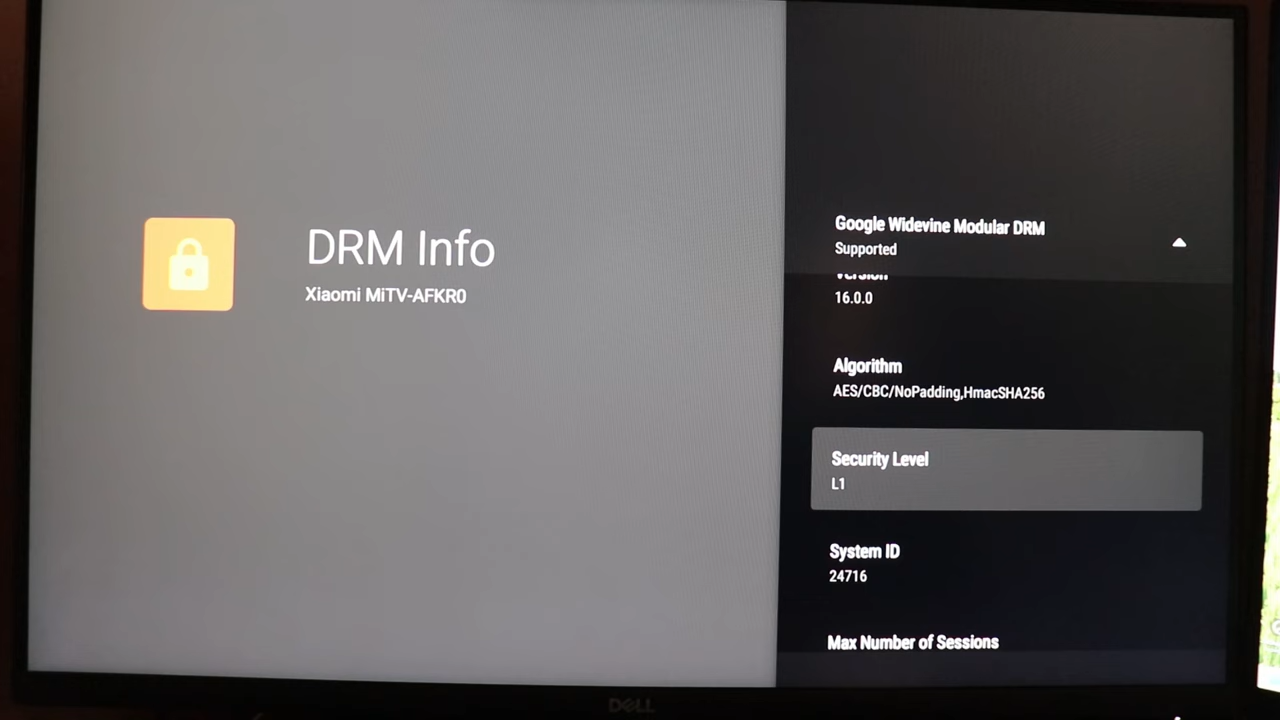 DRM Info
Xiaomi MiTV-AFKR0
Google Widevine Modular DRM
Supported
Version
16.0.0
Algorithm
AES/CBC/NoPadding,HmacSHA256
Security Level
L1
System ID
24716
Max Number of Sessions
DELL